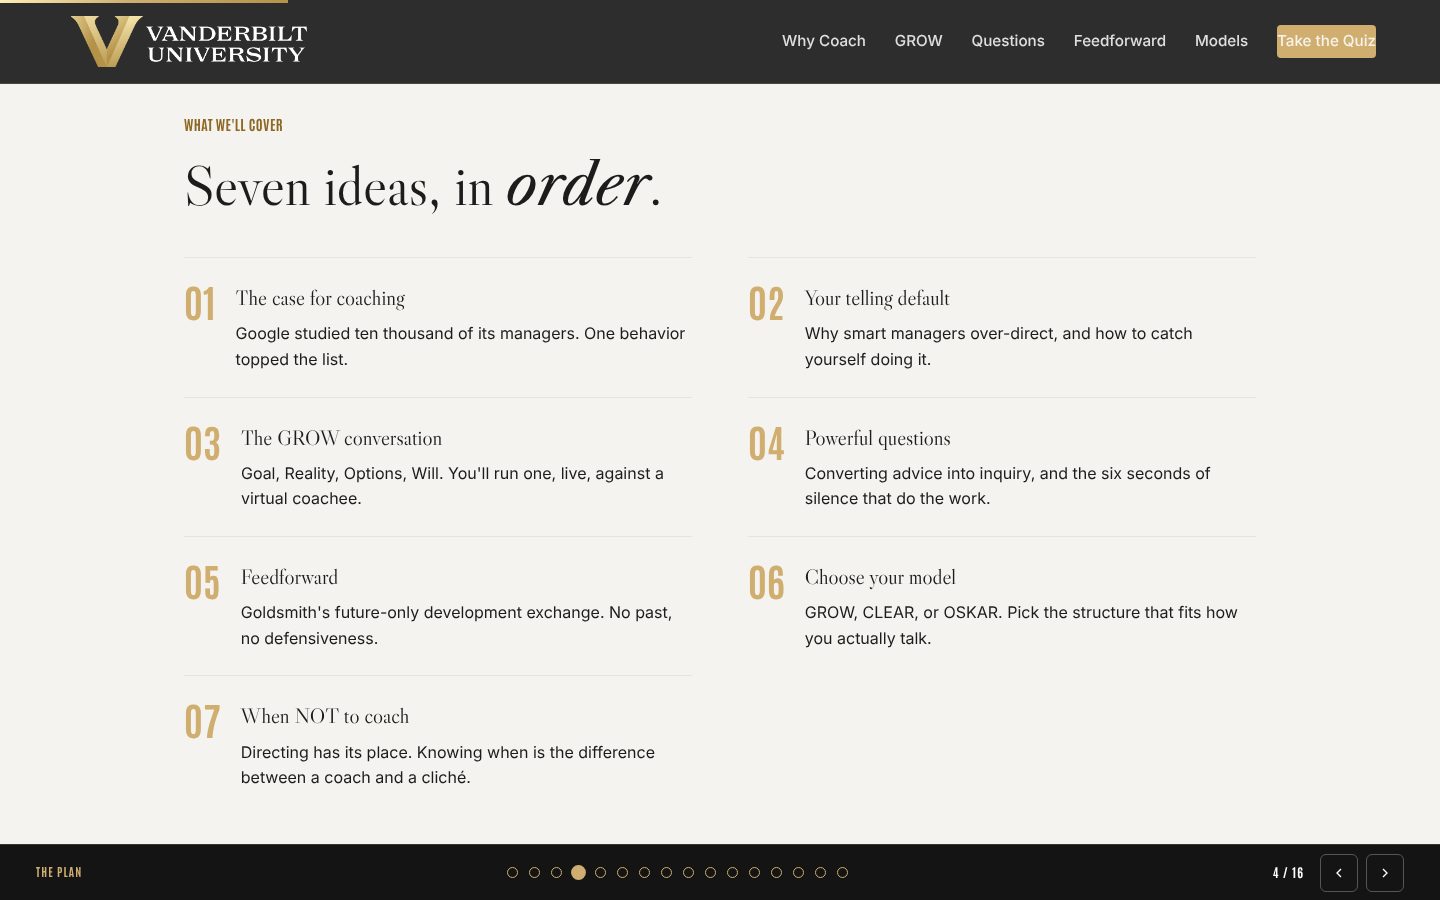 VANDERBILT
UNIVERSITY
Why Coach
GROW
Questions
Feedforward
Models
Take the Quiz
WHAT WE'LL COVER
Seven ideas, in order.
01
The case for coaching
Google studied ten thousand of its managers. One behavior
topped the list.
02
Your telling default
Why smart managers over-direct, and how to catch
yourself doing it.
03
The GROW conversation
Goal, Reality, Options, Will. You'll run one, live, against a
virtual coachee.
04
Powerful questions
Converting advice into inquiry, and the six seconds of
silence that do the work.
05
Feedforward
Goldsmith's future-only development exchange. No past,
no defensiveness.
06
Choose your model
GROW, CLEAR, or OSKAR. Pick the structure that fits how
you actually talk.
07
When NOT to coach
Directing has its place. Knowing when is the difference
between a coach and a cliché.
THE PLAN
4 / 16